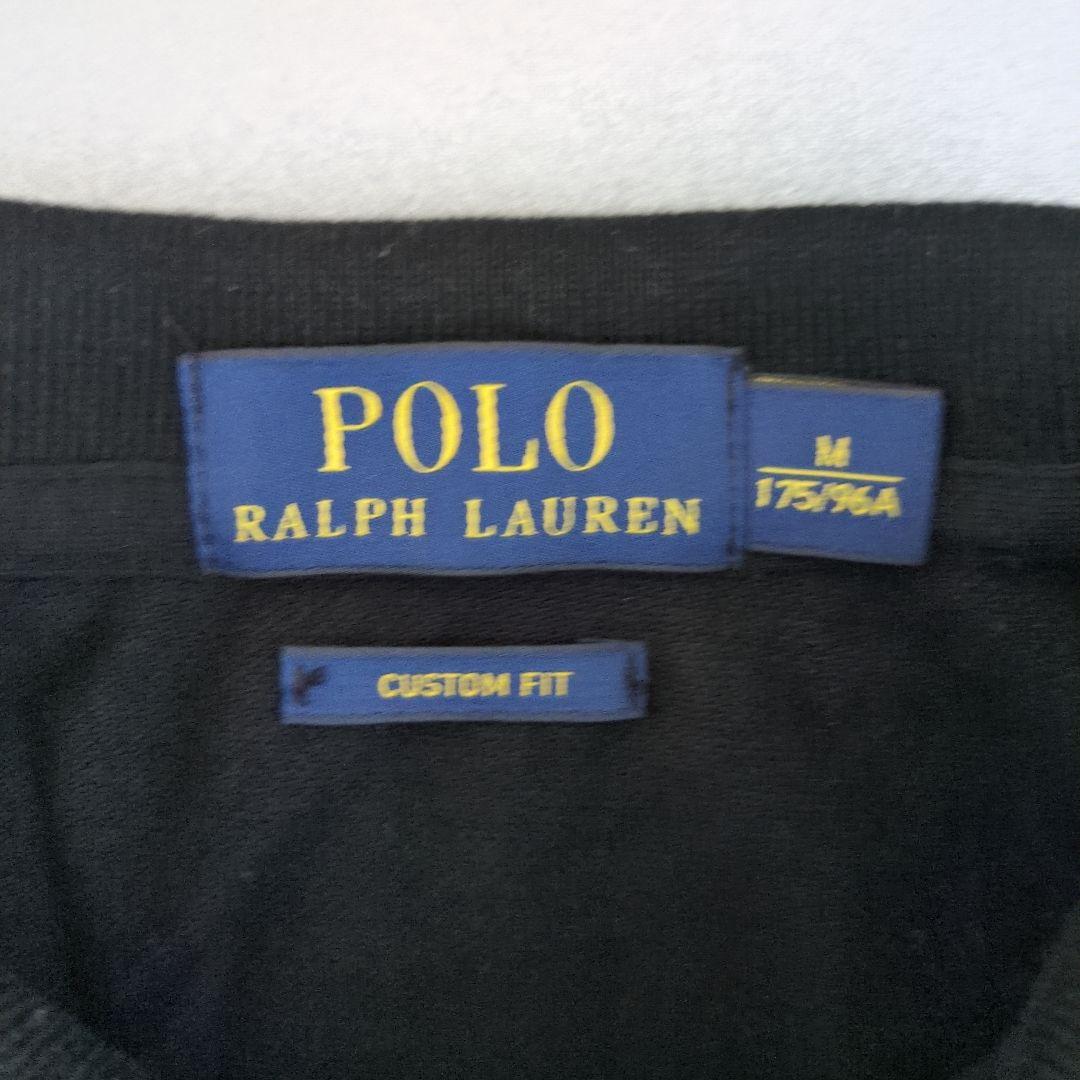 POLO
RALPH LAUREN
M
175/96A
CUSTOM FIT